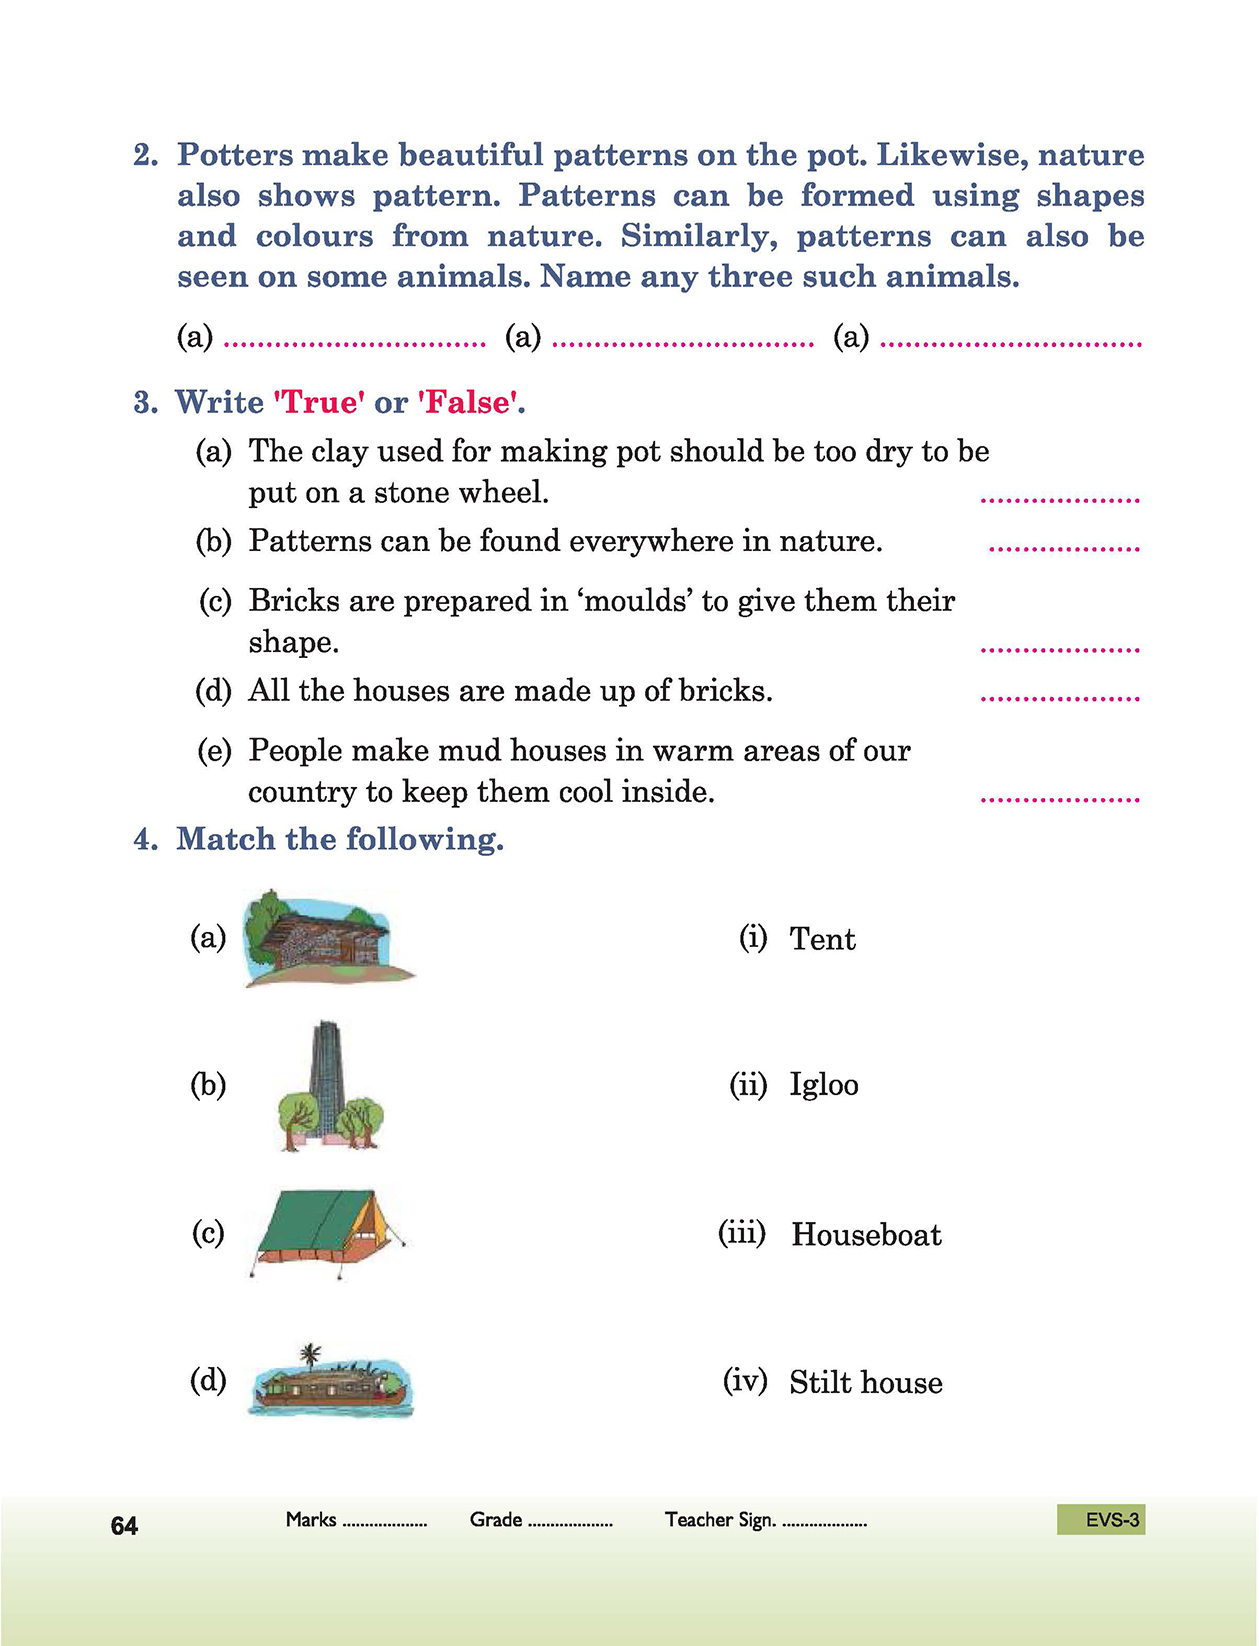 2. Potters make beautiful patterns on the pot. Likewise, nature
also shows pattern. Patterns can be formed using shapes
and colours from nature. Similarly, patterns can also be
seen on some animals. Name any three such animals.
(a) ............................... (a) ............................... (a) ...............................
3. Write 'True' or 'False'.
(a) The clay used for making pot should be too dry to be
put on a stone wheel. ...................
(b) Patterns can be found everywhere in nature. ..................
(c) Bricks are prepared in ‘moulds’ to give them their
shape. ...................
(d) All the houses are made up of bricks. ...................
(e) People make mud houses in warm areas of our
country to keep them cool inside. ...................
4. Match the following.
(a) (i) Tent
(b) (ii) Igloo
(c) (iii) Houseboat
(d) (iv) Stilt house
64 Marks ................... Grade ................... Teacher Sign. ................... EVS-3